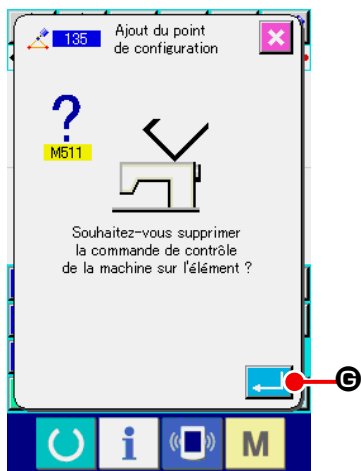 135
Ajout du point
de configuration
?
M511
Souhaitez-vous supprimer
la commande de contrôle
de la machine sur l'élément ?
G
i
M